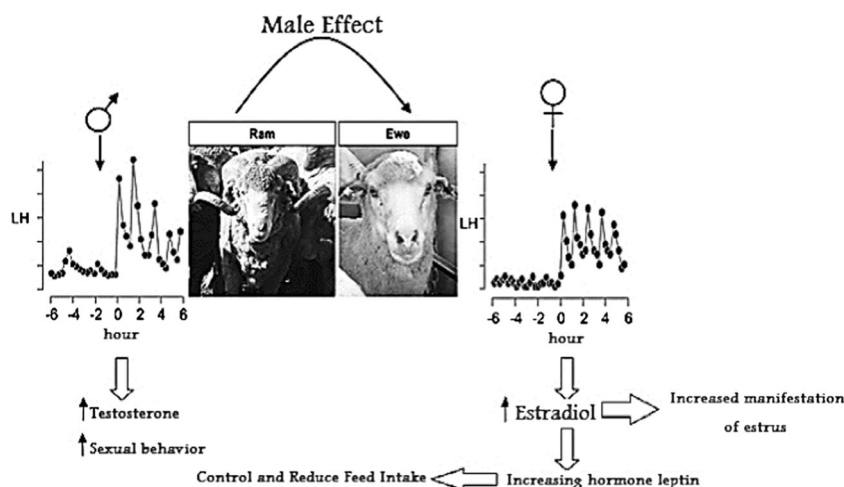 Male Effect
Ram
Ewe
LH
-6 -4 -2 0 2 4 6
hour
LH
-6 -4 -2 0 2 4 6
hour
Testosterone
Sexual behavior
Estradiol
Increased manifestation
of estrus
Control and Reduce Feed Intake
Increasing hormone leptin